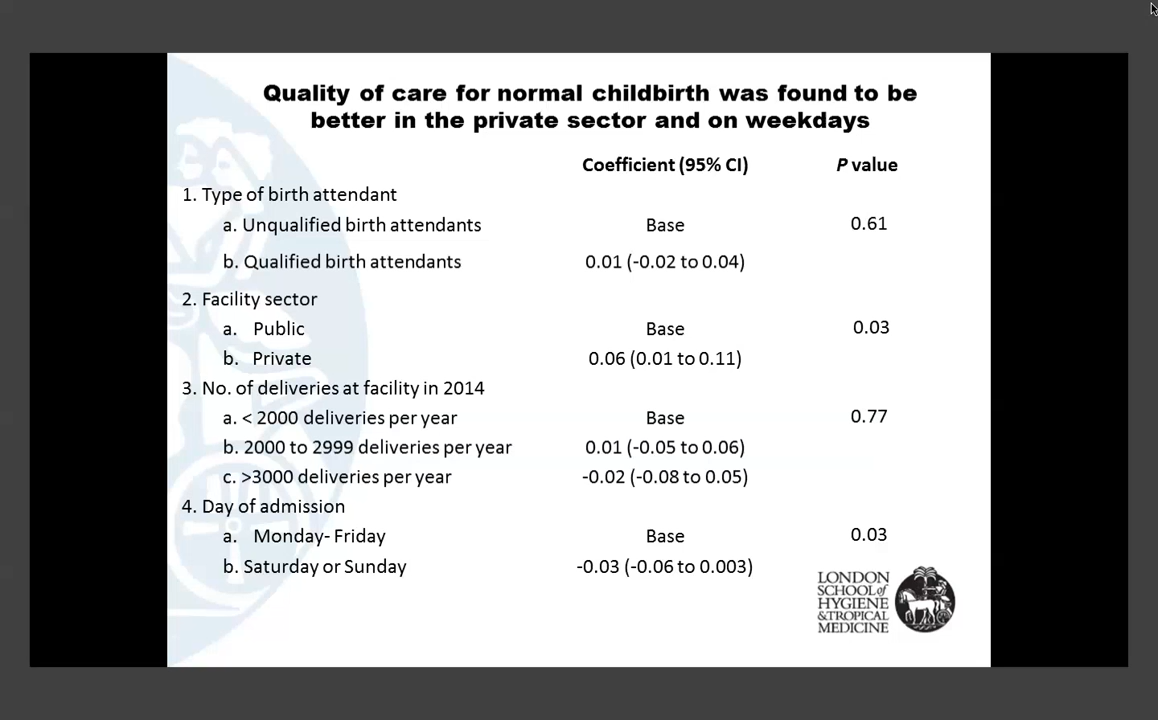 Quality of care for normal childbirth was found to be
better in the private sector and on weekdays
Coefficient (95% CI) P value
1. Type of birth attendant
a. Unqualified birth attendants Base 0.61
b. Qualified birth attendants 0.01 (-0.02 to 0.04)
2. Facility sector
a. Public Base 0.03
b. Private 0.06 (0.01 to 0.11)
3. No. of deliveries at facility in 2014
a. < 2000 deliveries per year Base 0.77
b. 2000 to 2999 deliveries per year 0.01 (-0.05 to 0.06)
c. >3000 deliveries per year -0.02 (-0.08 to 0.05)
4. Day of admission
a. Monday- Friday Base 0.03
b. Saturday or Sunday -0.03 (-0.06 to 0.003)
LONDON
SCHOOL of
HYGIENE
& TROPICAL
MEDICINE